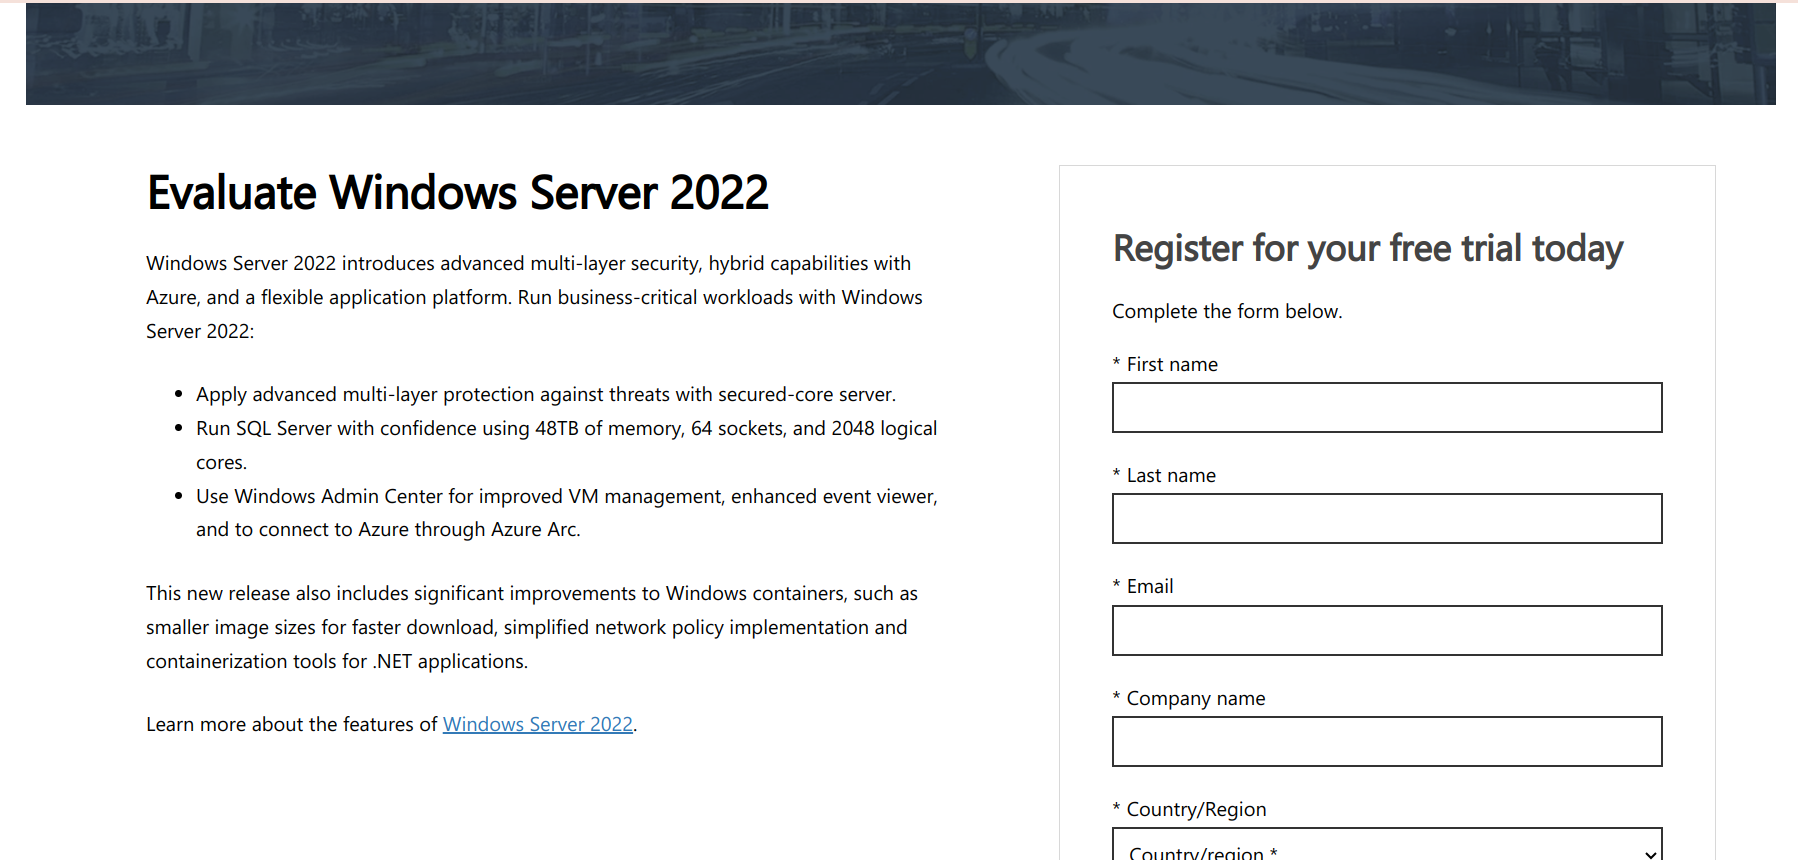 Evaluate Windows Server 2022
Windows Server 2022 introduces advanced multi-layer security, hybrid capabilities with
Azure, and a flexible application platform. Run business-critical workloads with Windows
Server 2022:
• Apply advanced multi-layer protection against threats with secured-core server.
• Run SQL Server with confidence using 48TB of memory, 64 sockets, and 2048 logical
cores.
• Use Windows Admin Center for improved VM management, enhanced event viewer,
and to connect to Azure through Azure Arc.
This new release also includes significant improvements to Windows containers, such as
smaller image sizes for faster download, simplified network policy implementation and
containerization tools for .NET applications.
Learn more about the features of Windows Server 2022.
Register for your free trial today
Complete the form below.
* First name
* Last name
* Email
* Company name
* Country/Region
Country/region *